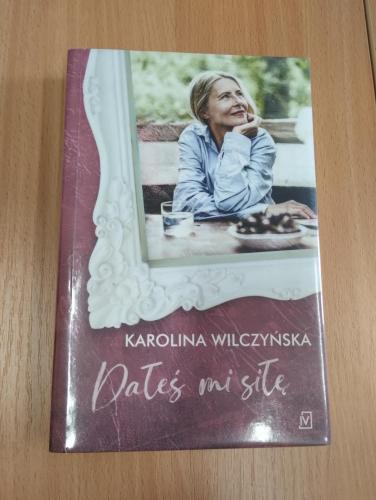 KAROLINA WILCZYŃSKA
Dałeś mi siłę
V